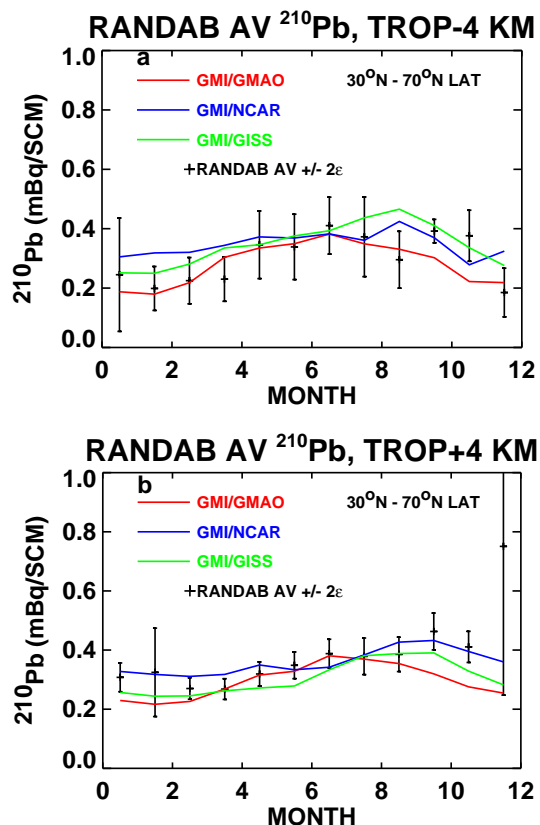 RANDAB AV 210Pb, TROP-4 KM
a
GMI/GMAO
30oN - 70oN LAT
GMI/NCAR
GMI/GISS
+RANDAB AV +/- 2ε
210Pb (mBq/SCM)
1.0
0.8
0.6
0.4
0.2
0.0
0 2 4 6 8 10 12
MONTH
RANDAB AV 210Pb, TROP+4 KM
b
GMI/GMAO
30oN - 70oN LAT
GMI/NCAR
GMI/GISS
+RANDAB AV +/- 2ε
210Pb (mBq/SCM)
1.0
0.8
0.6
0.4
0.2
0.0
0 2 4 6 8 10 12
MONTH